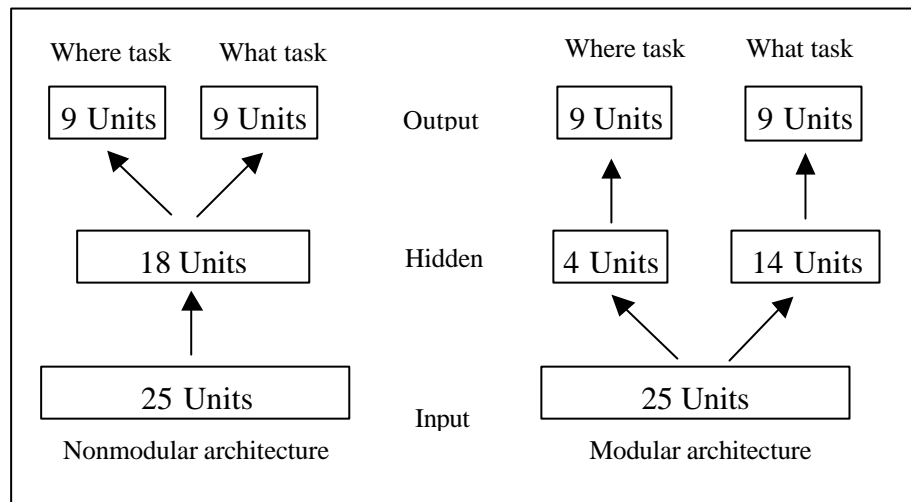 Where task What task Where task What task
9 Units 9 Units Output 9 Units 9 Units
18 Units Hidden 4 Units 14 Units
25 Units Input 25 Units
Nonmodular architecture Modular architecture